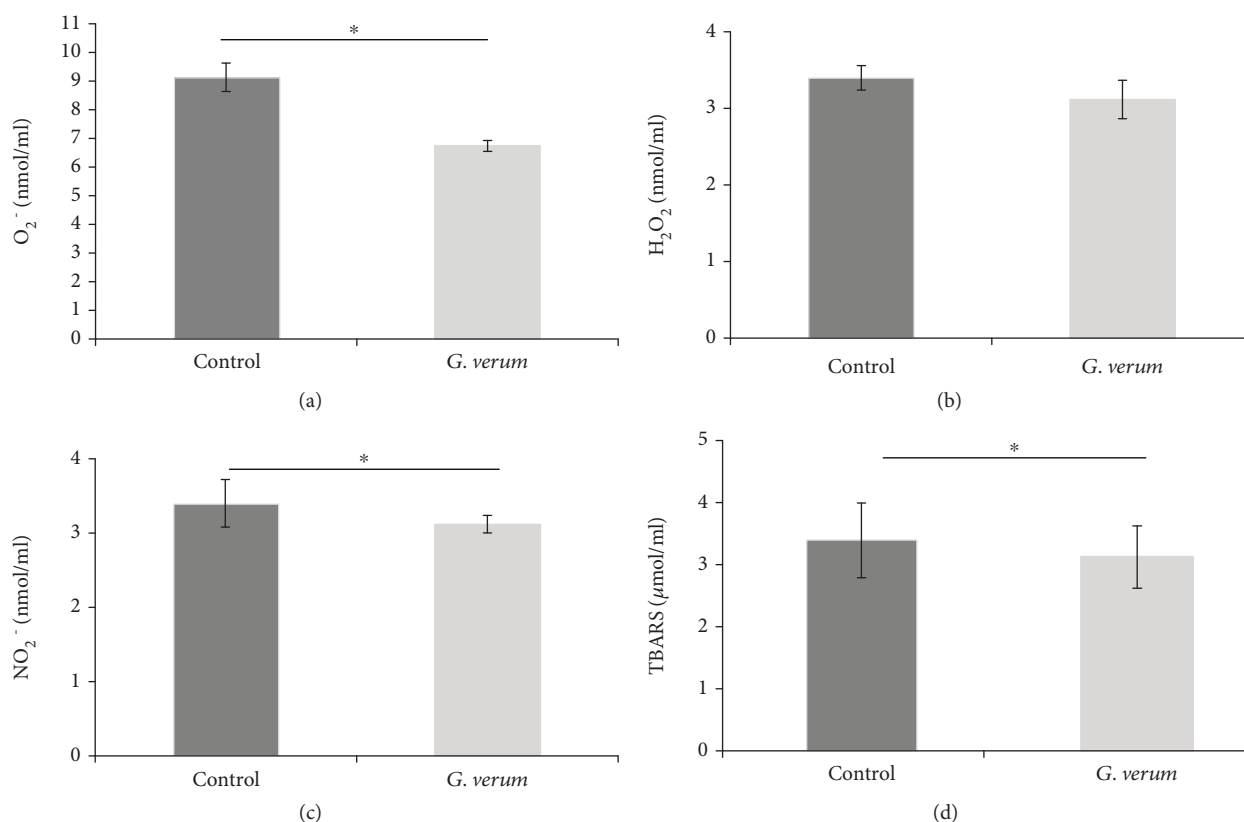 11
10
9
8
7
6
5
4
3
2
1
0
O₂⁻ (nmol/ml)
*
Control
G. verum
(a)
4
3
2
1
0
H₂O₂ (nmol/ml)
Control
G. verum
(b)
4
3
2
1
0
NO₂⁻ (nmol/ml)
*
Control
G. verum
(c)
5
4
3
2
1
0
TBARS (μmol/ml)
*
Control
G. verum
(d)